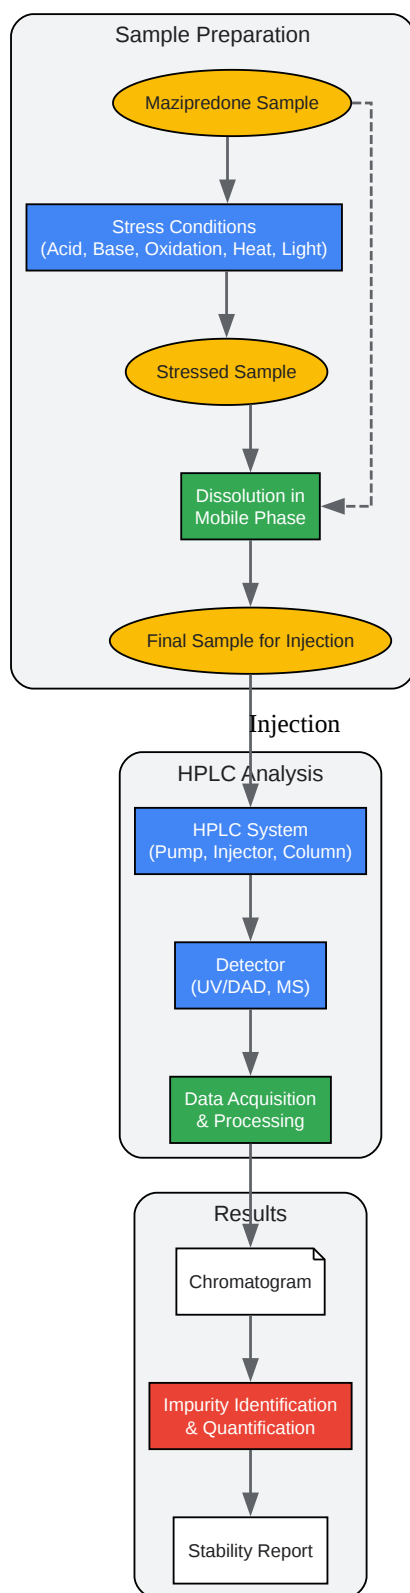 Sample Preparation
Mazipredone Sample
Stress Conditions
(Acid, Base, Oxidation, Heat, Light)
Stressed Sample
Dissolution in
Mobile Phase
Final Sample for Injection
Injection
HPLC Analysis
HPLC System
(Pump, Injector, Column)
Detector
(UV/DAD, MS)
Data Acquisition
& Processing
Results
Chromatogram
Impurity Identification
& Quantification
Stability Report